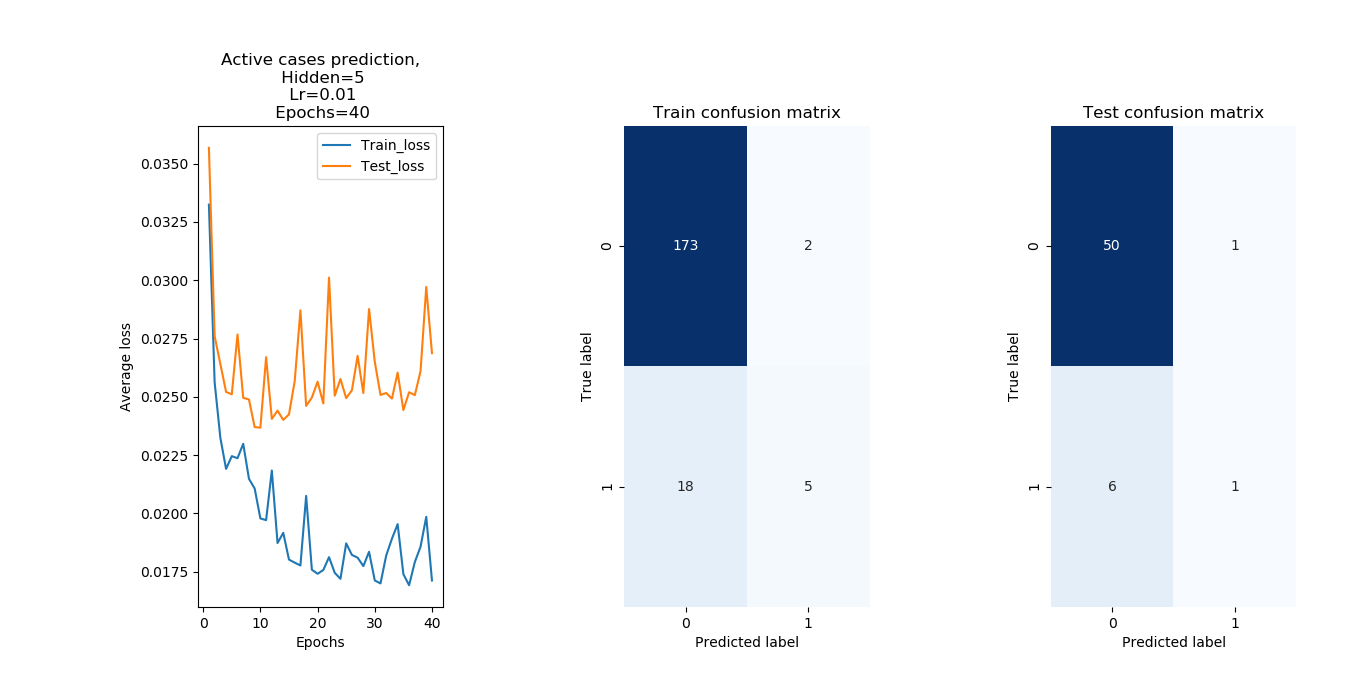 Active cases prediction,
Hidden=5
Lr=0.01
Epochs=40
Train_loss
Test_loss
0.0350
0.0325
0.0300
0.0275
0.0250
0.0225
0.0200
0.0175
Average loss
0 10 20 30 40
Epochs
Train confusion matrix
0
1
True label
173 2
18 5
0 1
Predicted label
Test confusion matrix
0
1
True label
50 1
6 1
0 1
Predicted label